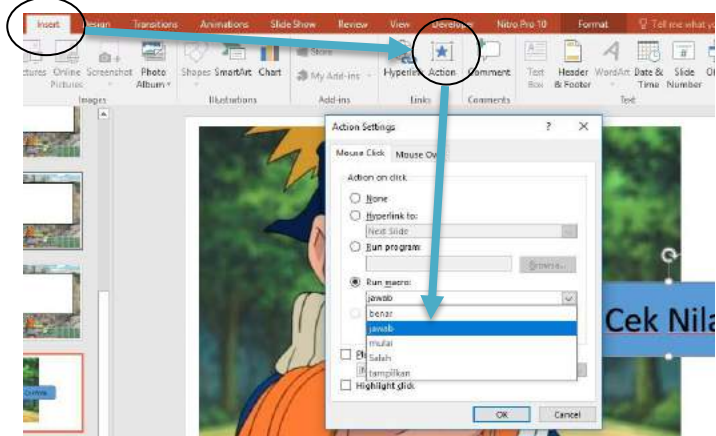 Insert Design Transitions Animations Slide Show Review View Developer Nitro Pro 10 Format Tell me what
Online Pictures
Screenshot
Photo Album
Shapes SmartArt Chart
Store
My Add-ins
Hyperlink Action Comment
Text Box
Header & Footer
WordArt
Date & Time
Slide Number
Images Illustrations Add-ins Links Comments Text
Action Settings ? X
Mouse Click Mouse Ov
Action on click
None
Hyperlink to:
Next Slide
Run program:
Browse...
Run macro:
jawab
benar
jawab
mulai
Salah
tampilkan
Highlight click
OK Cancel
Cek Nila